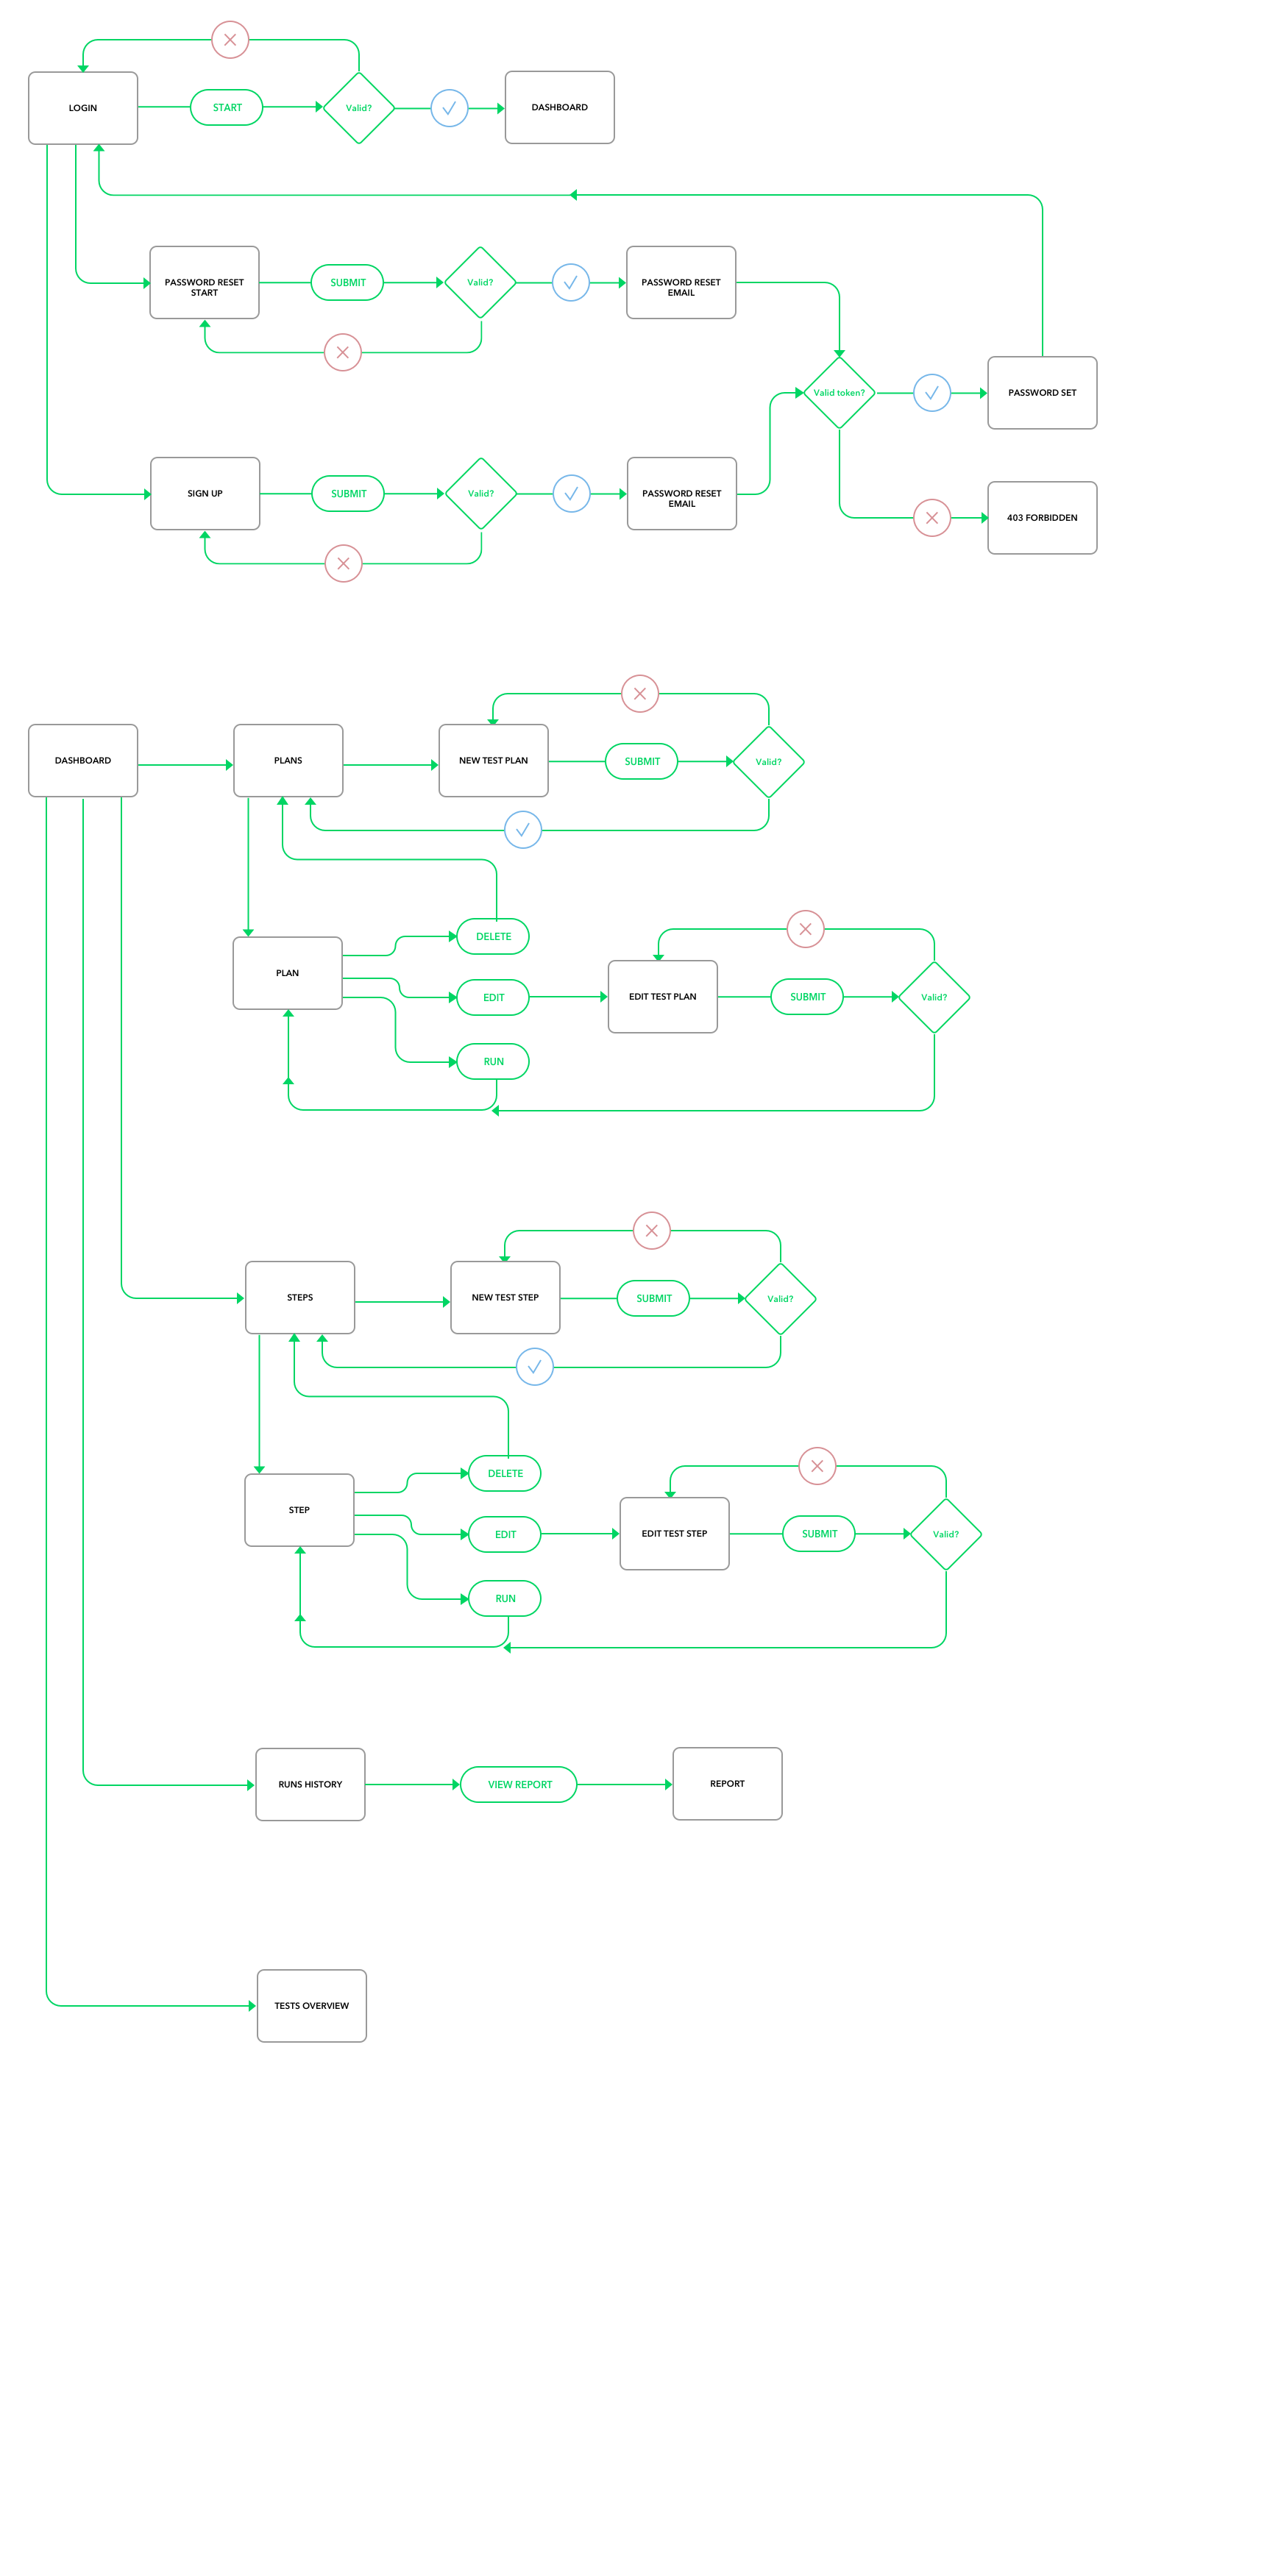 LOGIN
START
Valid?
DASHBOARD
PASSWORD RESET
START
SUBMIT
Valid?
PASSWORD RESET
EMAIL
Valid token?
PASSWORD SET
SIGN UP
SUBMIT
Valid?
PASSWORD RESET
EMAIL
403 FORBIDDEN
DASHBOARD
PLANS
NEW TEST PLAN
SUBMIT
Valid?
PLAN
DELETE
EDIT
RUN
EDIT TEST PLAN
SUBMIT
Valid?
STEPS
NEW TEST STEP
SUBMIT
Valid?
STEP
DELETE
EDIT
RUN
EDIT TEST STEP
SUBMIT
Valid?
RUNS HISTORY
VIEW REPORT
REPORT
TESTS OVERVIEW